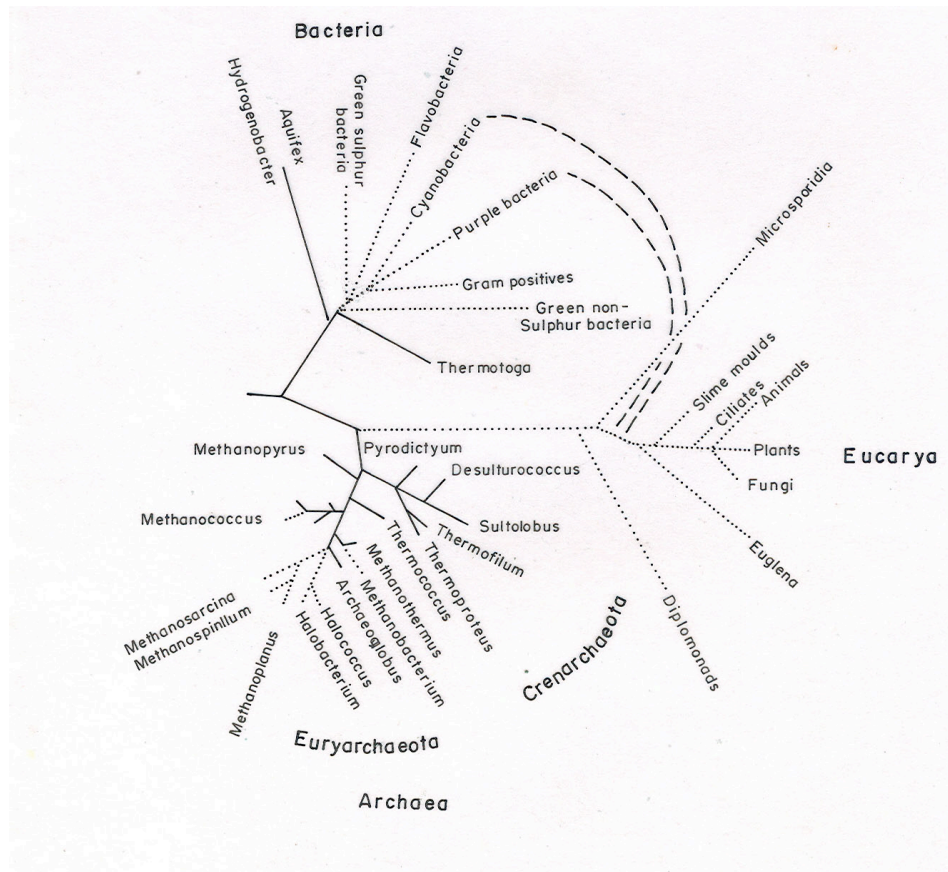 Bacteria
Hydrogenobacter
Aquifex
Green sulphur
bacteria
Flavobacteria
Cyanobacteria
Purple bacteria
Gram positives
Green non-
Sulphur bacteria
Thermotoga
Microsporidia
Slime moulds
Ciliates
Animals
Plants
Fungi
Eucarya
Euglena
Diplomonads
Methanopyrus
Pyrodictyum
Desulturococcus
Sultolobus
Thermofilum
Thermoproteus
Thermococcus
Methanothermus
Methanobacterium
Archaeoglobus
Halococcus
Halobacterium
Methanococcus
Methanosarcina
Methanospinllum
Methanoplanus
Crenarchaeota
Euryarchaeota
Archaea